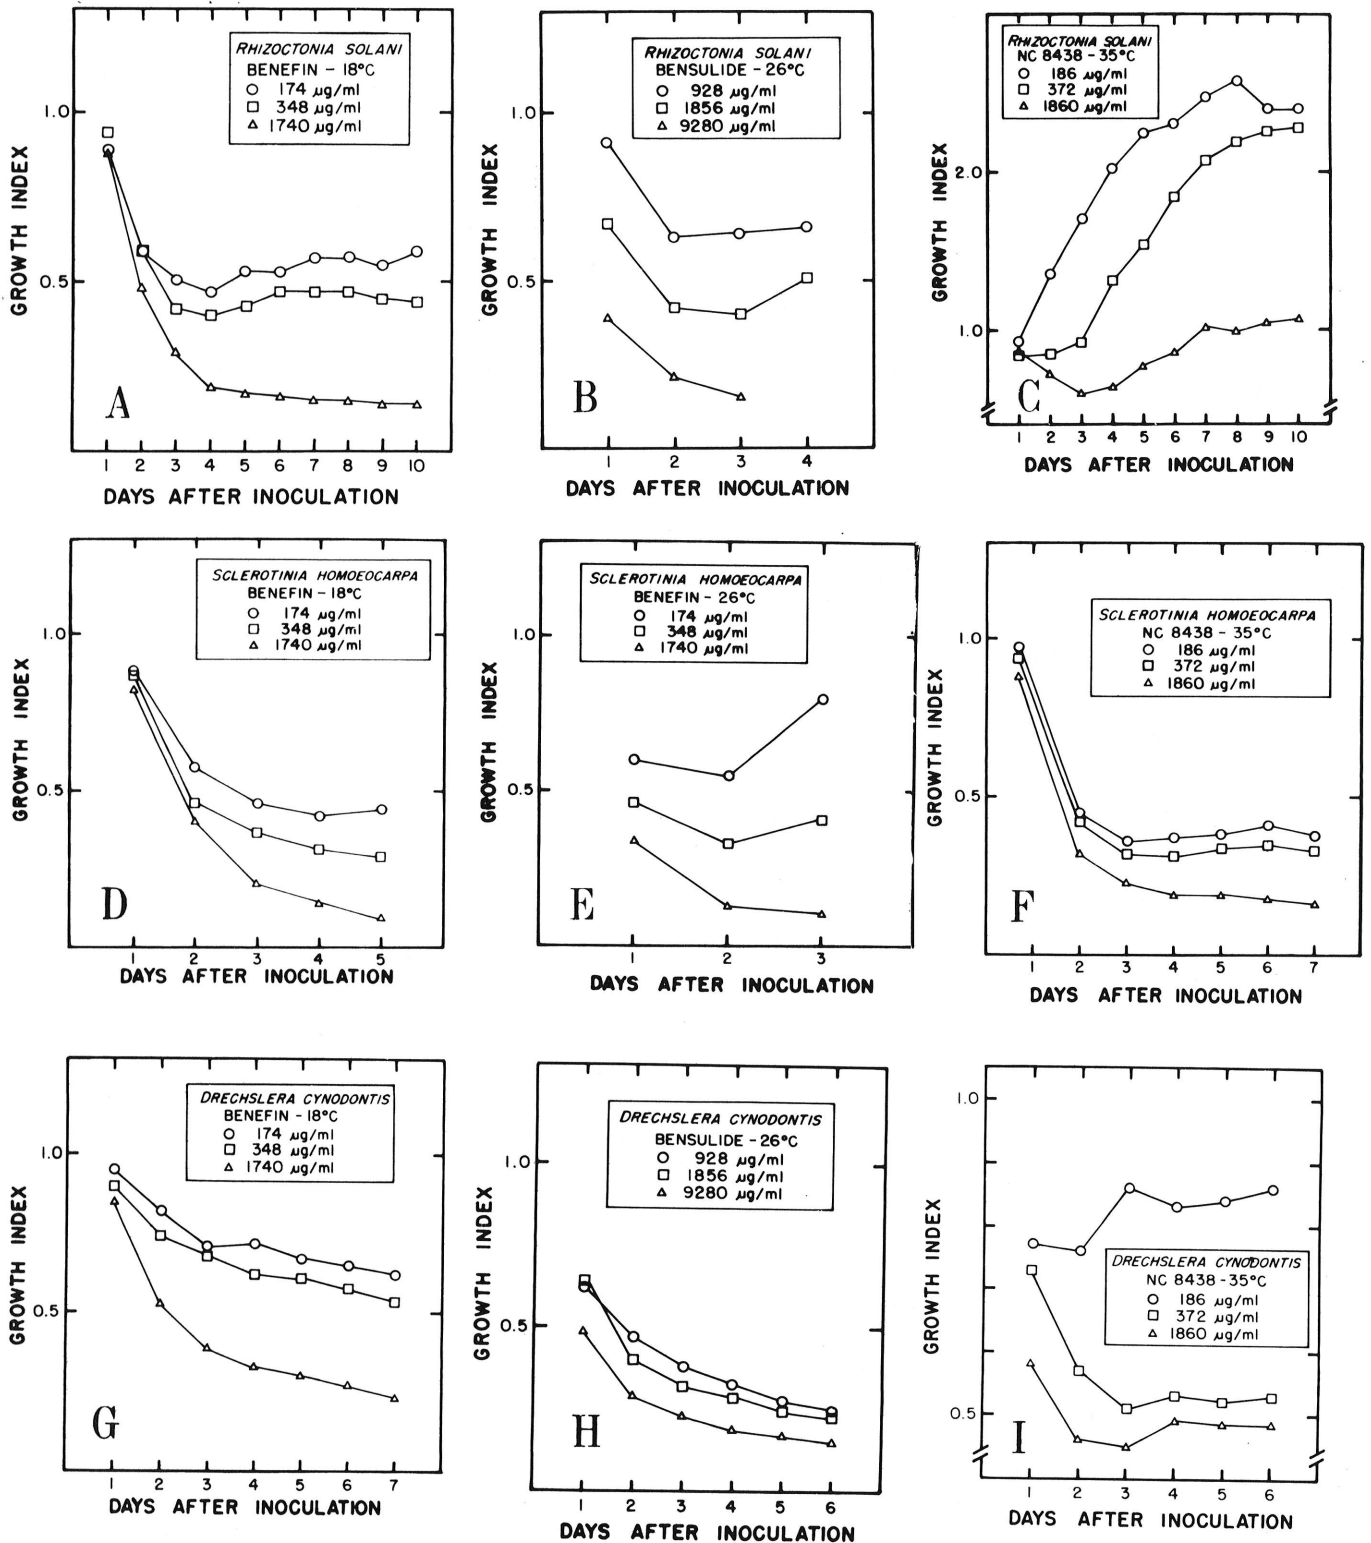 RHIZOCTONIA SOLANI
BENEFIN - 18°C
174 µg/ml
348 µg/ml
1740 µg/ml
1.0
0.5
GROWTH INDEX
A
1 2 3 4 5 6 7 8 9 10
DAYS AFTER INOCULATION
RHIZOCTONIA SOLANI
BENSULIDE - 26°C
928 µg/ml
1856 µg/ml
9280 µg/ml
1.0
0.5
GROWTH INDEX
B
1 2 3 4
DAYS AFTER INOCULATION
RHIZOCTONIA SOLANI
NC 8438 - 35°C
186 µg/ml
372 µg/ml
1860 µg/ml
2.0
1.0
GROWTH INDEX
C
1 2 3 4 5 6 7 8 9 10
DAYS AFTER INOCULATION
SCLEROTINIA HOMOEOCARPA
BENEFIN - 18°C
174 µg/ml
348 µg/ml
1740 µg/ml
1.0
0.5
GROWTH INDEX
D
1 2 3 4 5
DAYS AFTER INOCULATION
SCLEROTINIA HOMOEOCARPA
BENEFIN - 26°C
174 µg/ml
348 µg/ml
1740 µg/ml
1.0
0.5
GROWTH INDEX
E
1 2 3
DAYS AFTER INOCULATION
SCLEROTINIA HOMOEOCARPA
NC 8438 - 35°C
186 µg/ml
372 µg/ml
1860 µg/ml
1.0
0.5
GROWTH INDEX
F
1 2 3 4 5 6 7
DAYS AFTER INOCULATION
DRECHSLERA CYNODONTIS
BENEFIN - 18°C
174 µg/ml
348 µg/ml
1740 µg/ml
1.0
0.5
GROWTH INDEX
G
1 2 3 4 5 6 7
DAYS AFTER INOCULATION
DRECHSLERA CYNODONTIS
BENSULIDE - 26°C
928 µg/ml
1856 µg/ml
9280 µg/ml
1.0
0.5
GROWTH INDEX
H
1 2 3 4 5 6
DAYS AFTER INOCULATION
1.0
DRECHSLERA CYNODONTIS
NC 8438 - 35°C
186 µg/ml
372 µg/ml
1860 µg/ml
0.5
GROWTH INDEX
I
1 2 3 4 5 6
DAYS AFTER INOCULATION